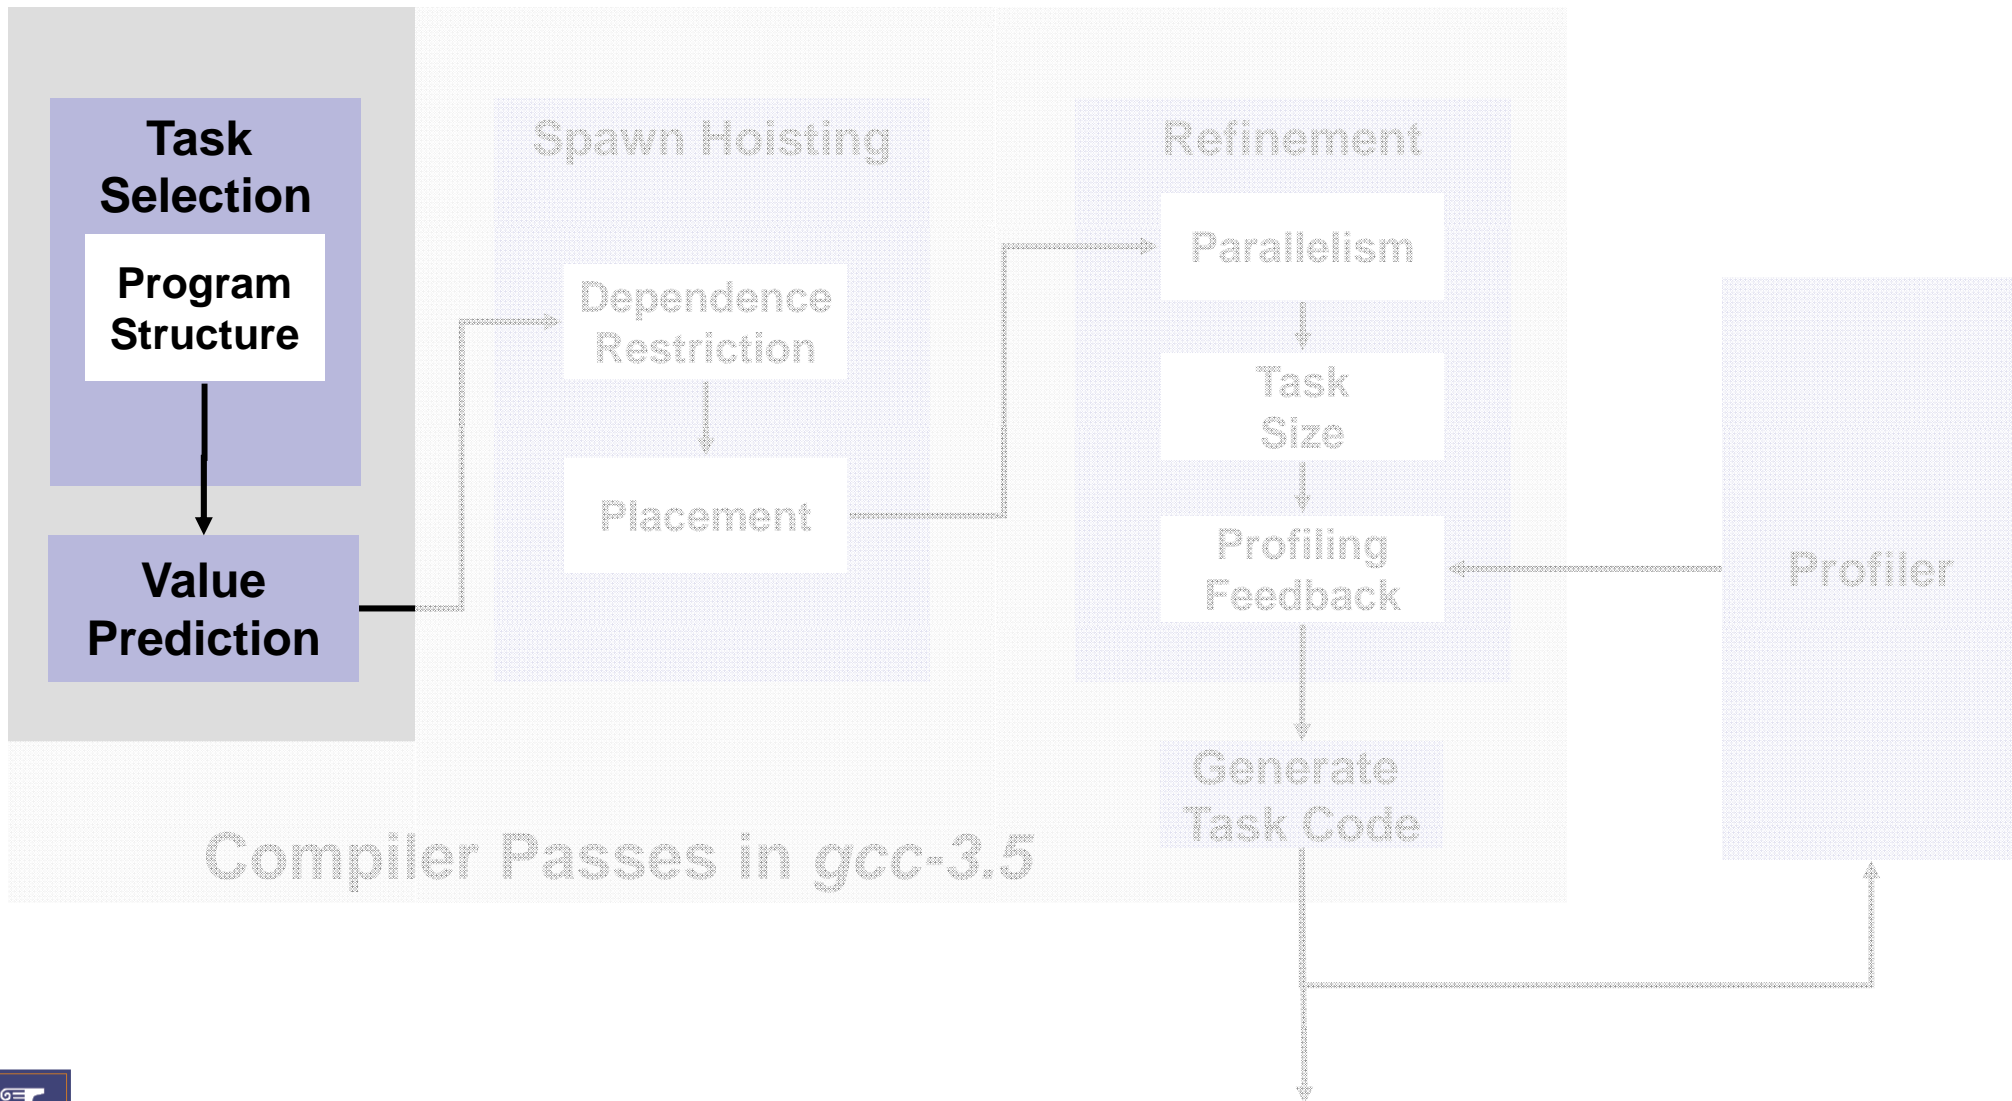 Task
Selection
Program
Structure
Value
Prediction
Spawn Hoisting
Dependence
Restriction
Placement
Refinement
Parallelism
Task
Size
Profiling
Feedback
Generate
Task Code
Profiler
Compiler Passes in gcc-3.5